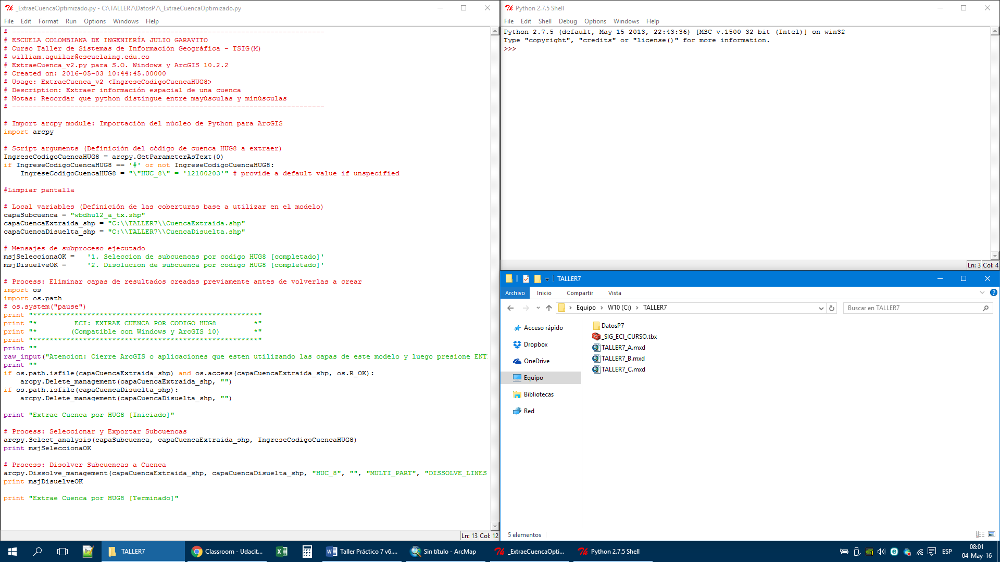 _ExtraeCuencaOptimizado.py - C:\TALLER7\DatosP7\_ExtraeCuencaOptimizado.py
File Edit Format Run Options Windows Help
# ---------------------------------------------------------------------------
# ESCUELA COLOMBIANA DE INGENIERÍA JULIO GARAVITO
# Curso Taller de Sistemas de Información Geográfica - TSIG(M)
# william.aguilar@escuelaing.edu.co
# ExtraeCuenca_v2.py para S.O. Windows y ArcGIS 10.2.2
# Created on: 2016-05-03 10:44:45.00000
# Usage: ExtraeCuenca_v2 <IngreseCodigoCuencaHUG8>
# Description: Extraer información espacial de una cuenca
# Notas: Recordar que python distingue entre mayúsculas y minúsculas
# ---------------------------------------------------------------------------
# Import arcpy module: Importación del núcleo de Python para ArcGIS
import arcpy
# Script arguments (Definición del código de cuenca HUG8 a extraer)
IngreseCodigoCuencaHUG8 = arcpy.GetParameterAsText(0)
if IngreseCodigoCuencaHUG8 == '#' or not IngreseCodigoCuencaHUG8:
    IngreseCodigoCuencaHUG8 = "\"HUC_8\" = '12100203'" # provide a default value if unspecified
#Limpiar pantalla
# Local variables (Definición de las coberturas base a utilizar en el modelo)
capaSubcuenca = "wbdhu12_a_tx.shp"
capaCuencaExtraida_shp = "C:\\TALLER7\\CuencaExtraida.shp"
capaCuencaDisuelta_shp = "C:\\TALLER7\\CuencaDisuelta.shp"
# Mensajes de subproceso ejecutado
msjSeleccionaOK =   '1. Seleccion de subcuencas por codigo HUG8 [completado]'
msjDisuelveOK =     '2. Disolucion de subcuenca por codigo HUG8 [completado]'
# Process: Eliminar capas de resultados creadas previamente antes de volverlas a crear
import os
import os.path
# os.system("pause")
print "******************************************************"
print "*         ECI: EXTRAE CUENCA POR CODIGO HUG8         *"
print "*        (Compatible con Windows y ArcGIS 10)        *"
print "******************************************************"
print ""
raw_input("Atencion: Cierre ArcGIS o aplicaciones que esten utilizando las capas de este modelo y luego presione ENT
print ""
if os.path.isfile(capaCuencaExtraida_shp) and os.access(capaCuencaExtraida_shp, os.R_OK):
    arcpy.Delete_management(capaCuencaExtraida_shp, "")
if os.path.isfile(capaCuencaDisuelta_shp):
    arcpy.Delete_management(capaCuencaDisuelta_shp, "")
print "Extrae Cuenca por HUG8 [Iniciado]"
# Process: Seleccionar y Exportar Subcuencas
arcpy.Select_analysis(capaSubcuenca, capaCuencaExtraida_shp, IngreseCodigoCuencaHUG8)
print msjSeleccionaOK
# Process: Disolver Subcuencas a Cuenca
arcpy.Dissolve_management(capaCuencaExtraida_shp, capaCuencaDisuelta_shp, "HUC_8", "", "MULTI_PART", "DISSOLVE_LINES
print msjDisuelveOK
print "Extrae Cuenca por HUG8 [Terminado]"
Ln: 13 Col: 12
Python 2.7.5 Shell
File Edit Shell Debug Options Windows Help
Python 2.7.5 (default, May 15 2013, 22:43:36) [MSC v.1500 32 bit (Intel)] on win32
Type "copyright", "credits" or "license()" for more information.
>>>
Ln: 3 Col: 4
TALLER7
Archivo Inicio Compartir Vista
Equipo > W10 (C:) > TALLER7
Buscar en TALLER7
Acceso rápido
Dropbox
OneDrive
Equipo
Bibliotecas
Red
DatosP7
_SIG_ECI_CURSO.tbx
TALLER7_A.mxd
TALLER7_B.mxd
TALLER7_C.mxd
5 elementos
TALLER7
Classroom - Udacit...
Taller Práctico 7 v6....
Sin título - ArcMap
_ExtraeCuencaOpti...
Python 2.7.5 Shell
ESP
08:01
04-May-16